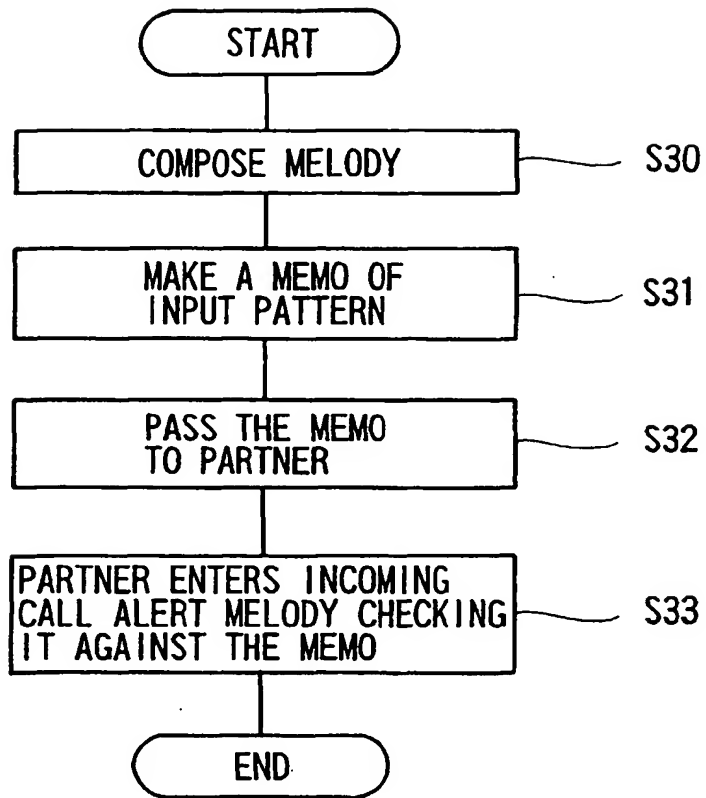 START
COMPOSE MELODY
S30
MAKE A MEMO OF
INPUT PATTERN
S31
PASS THE MEMO
TO PARTNER
S32
PARTNER ENTERS INCOMING
CALL ALERT MELODY CHECKING
IT AGAINST THE MEMO
S33
END